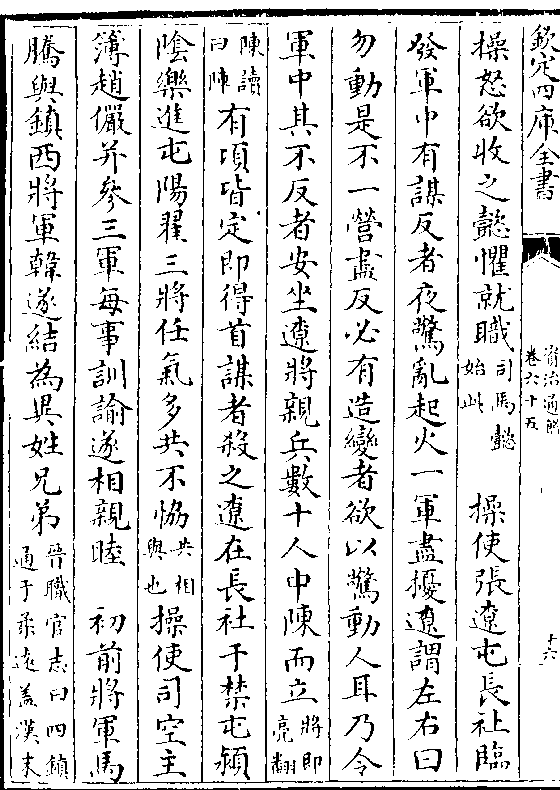 欽定四庫全書
資治通鑑
卷六十五
十六
操怒欲收之懿懼就職司馬懿始此　操使張遼屯長社臨
發軍中有謀反者夜驚亂起火一軍盡擾遼謂左右曰
勿動是不一營盡反必有造變者欲以驚動人耳乃令
軍中其不反者安坐遼將親兵數十人中陳而立將即亮翻
陳讀曰陣有頃皆定即得首謀者殺之遼在長社于禁屯潁
陰樂進屯陽翟三將任氣多共不恊共相與也操使司空主
簿趙儼并參三軍每事訓諭遂相親睦　初前將軍馬
騰與鎮西將軍韓遂結為異姓兄弟晉職官志曰四鎮通于柔遠蓋漢末